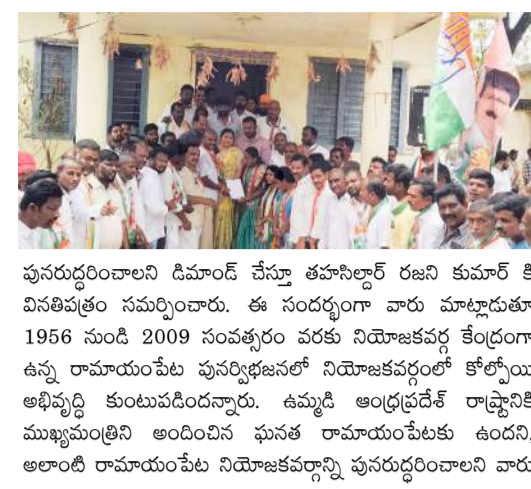 పునరుద్ధరించాలని డిమాండ్ చేస్తూ తహసిల్దార్ రజని కుమార్ కి
వినతిపత్రం సమర్పించారు. ఈ సందర్భంగా వారు మాట్లాడుతూ
1956 నుండి 2009 సంవత్సరం వరకు నియోజకవర్గ కేంద్రంగా
ఉన్న రామాయంపేట పునర్విభజనలో నియోజకవర్గంలో కోల్పోయి
అభివృద్ధి కుంటుపడిందన్నారు. ఉమ్మడి ఆంధ్రప్రదేశ్ రాష్ట్రానికి
ముఖ్యమంత్రిని అందించిన ఘనత రామాయంపేటకు ఉందని,
అలాంటి రామాయంపేట నియోజకవర్గాన్ని పునరుద్ధరించాలని వారు